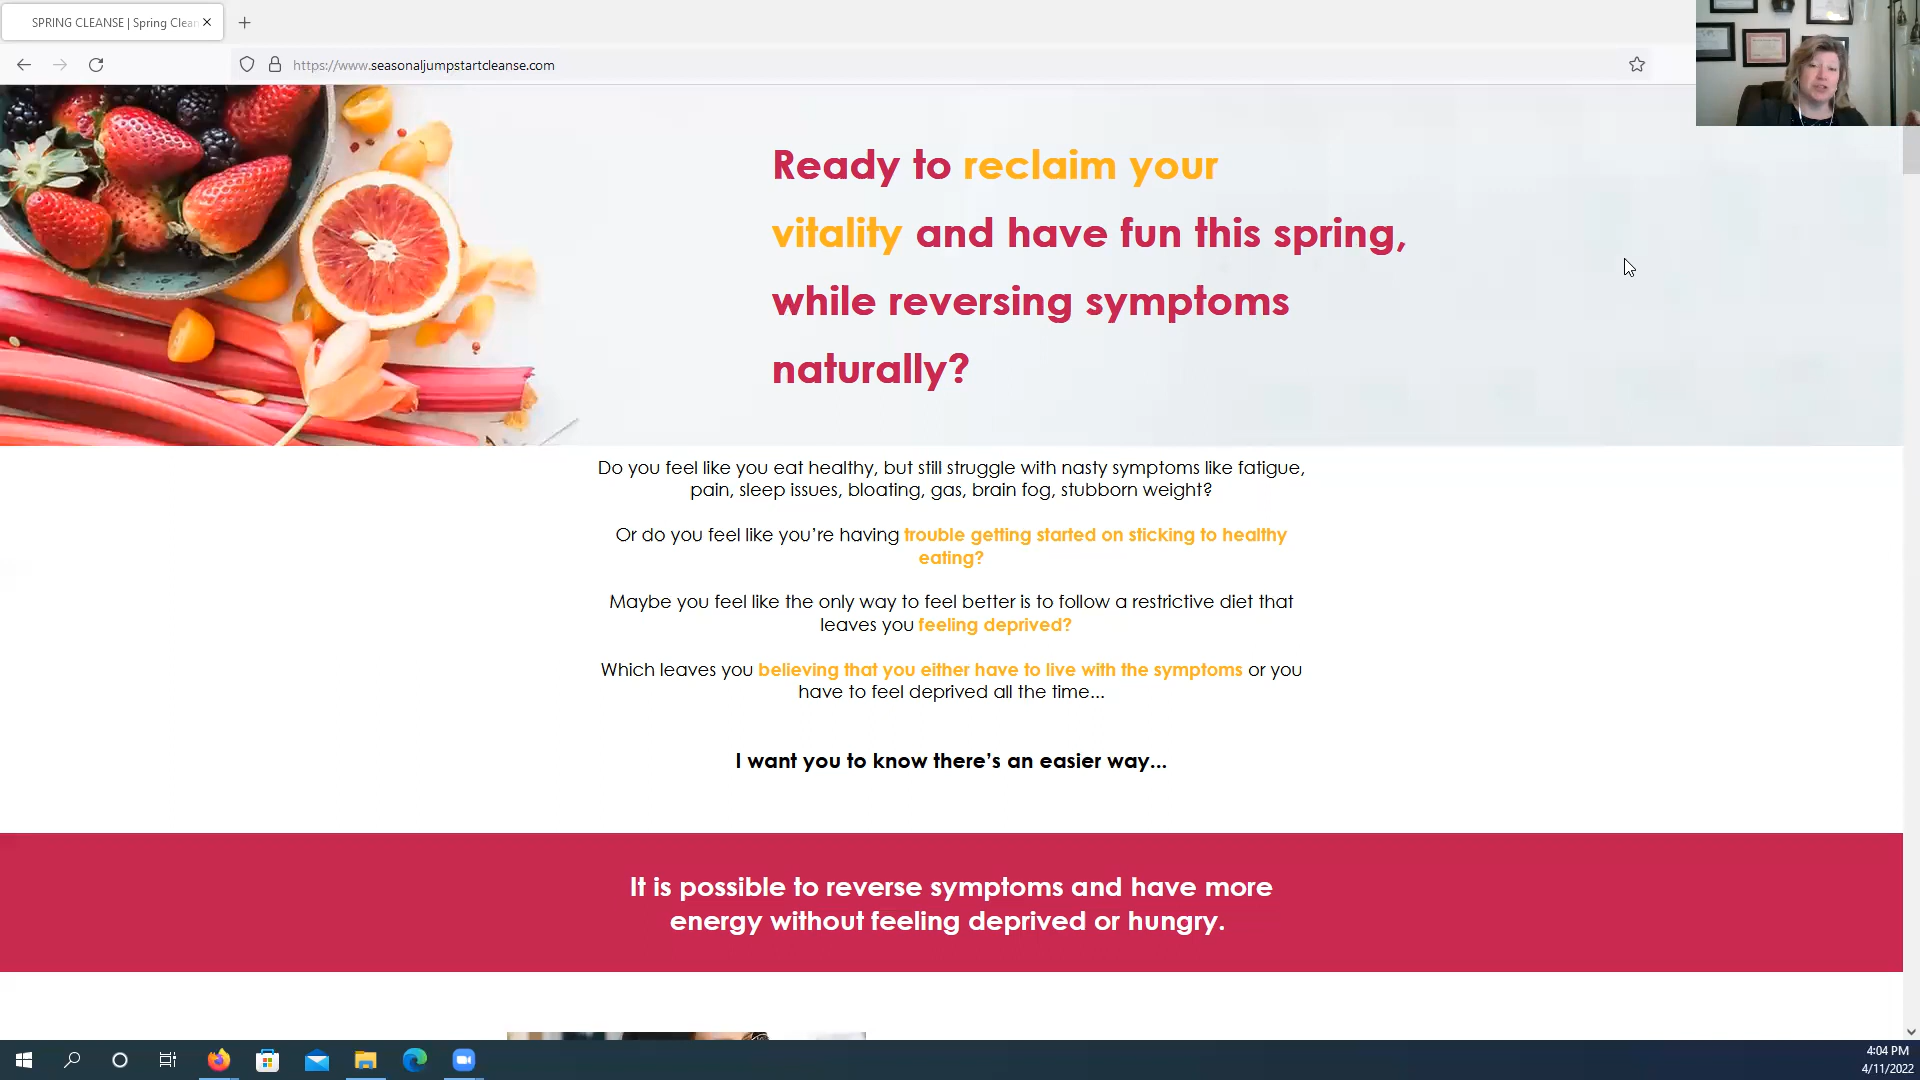 SPRING CLEANSE | Spring Clean
https://www.seasonaljumpstartcleanse.com
Ready to reclaim your
vitality and have fun this spring,
while reversing symptoms
naturally?
Do you feel like you eat healthy, but still struggle with nasty symptoms like fatigue,
pain, sleep issues, bloating, gas, brain fog, stubborn weight?
Or do you feel like you’re having trouble getting started on sticking to healthy
eating?
Maybe you feel like the only way to feel better is to follow a restrictive diet that
leaves you feeling deprived?
Which leaves you believing that you either have to live with the symptoms or you
have to feel deprived all the time...
I want you to know there’s an easier way...
It is possible to reverse symptoms and have more
energy without feeling deprived or hungry.
4:04 PM
4/11/2022